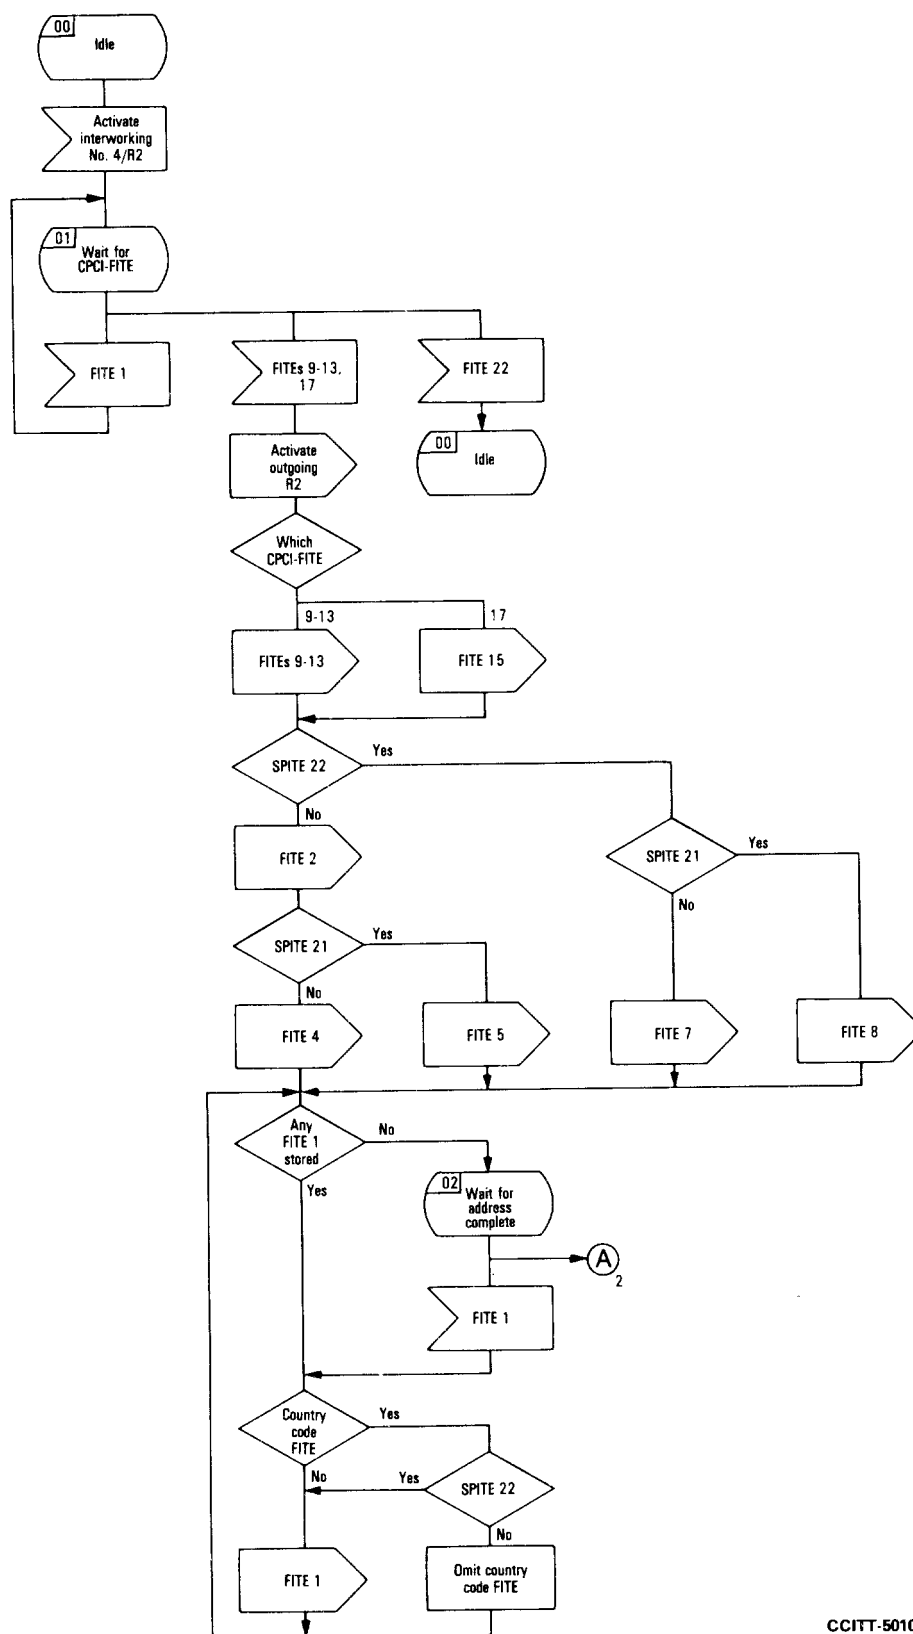 00
Idle
Activate
interworking
No. 4/R2
01
Wait for
CPCI-FITE
FITE 1
FITEs 9-13,
17
FITE 22
Activate
outgoing
R2
00
Idle
Which
CPCI-FITE
9-13
17
FITEs 9-13
FITE 15
SPITE 22
Yes
No
FITE 2
SPITE 21
Yes
No
SPITE 21
Yes
No
FITE 4
FITE 5
FITE 7
FITE 8
Any
FITE 1
stored
No
Yes
02
Wait for
address
complete
A
2
FITE 1
Country
code
FITE
Yes
No
Yes
SPITE 22
No
FITE 1
Omit country
code FITE
CCITT-5010